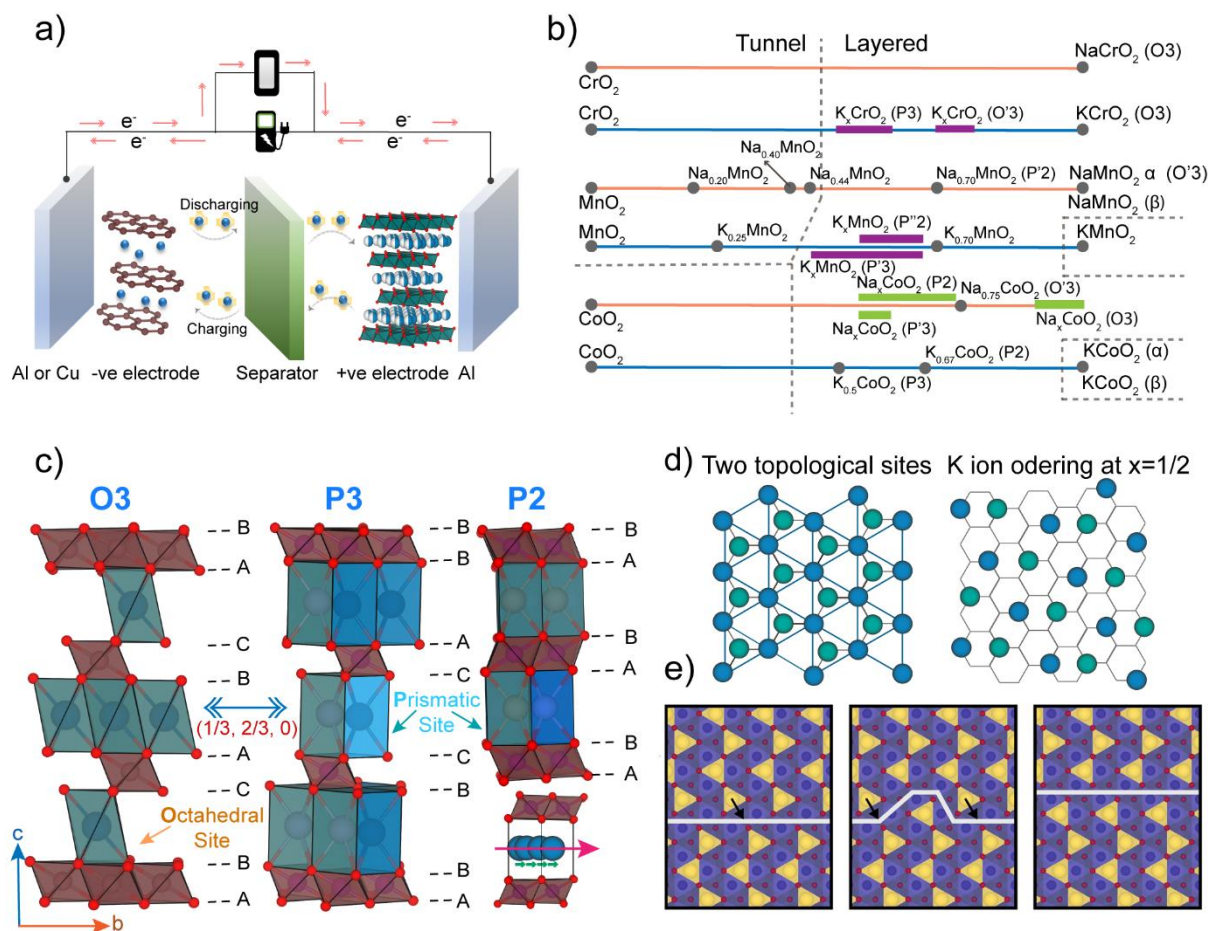 a)
e-
e-
e-
e-
Discharging
Charging
Al or Cu -ve electrode Separator +ve electrode Al
b)
Tunnel Layered
CrO2 NaCrO2 (O3)
CrO2 KxCrO2 (P3) KxCrO2 (O'3) KCrO2 (O3)
Na0.40MnO2
Na0.20MnO2 Na0.44MnO2 Na0.70MnO2 (P'2) NaMnO2 α (O'3)
MnO2 NaMnO2 (β)
MnO2 K0.25MnO2 KxMnO2 (P''2) K0.70MnO2 KMnO2
KxMnO2 (P'3)
NaxCoO2 (P2) Na0.75CoO2 (O'3)
CoO2 NaxCoO2 (P'3) NaxCoO2 (O3)
CoO2 K0.67CoO2 (P2) KCoO2 (α)
K0.5CoO2 (P3) KCoO2 (β)
c)
O3
B
A
C
B
A
C
B
A
(1/3, 2/3, 0)
Octahedral
Site
c
b
P3
B
B
A
C
C
A
B
B
A
Prismatic
Site
P2
B
A
B
A
B
A
d)
Two topological sites K ion odering at x=1/2
e)